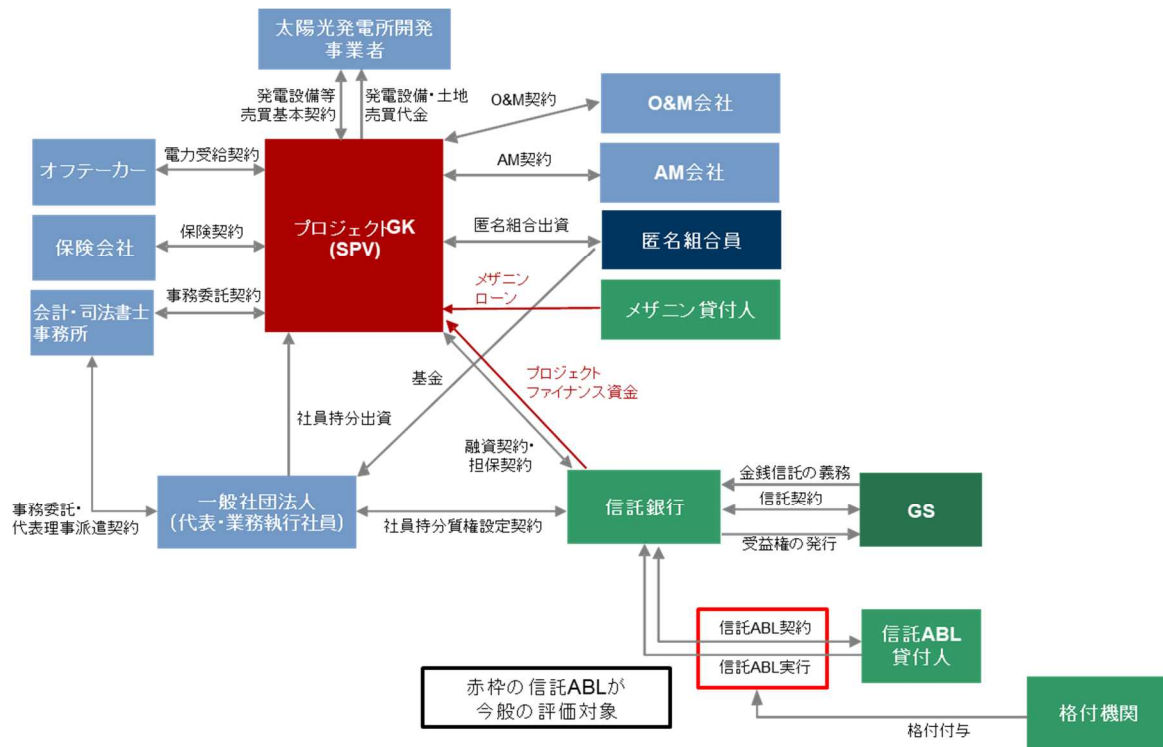 太陽光発電所開発
事業者
発電設備等
売買基本契約
発電設備・土地
売買代金
O&M契約
O&M会社
オフテーカー
電力受給契約
プロジェクトGK
(SPV)
AM契約
AM会社
保険会社
保険契約
匿名組合出資
匿名組合員
メザニン
ローン
メザニン貸付人
会計・司法書士
事務所
事務委託契約
基金
プロジェクト
ファイナンス資金
社員持分出資
融資契約・
担保契約
事務委託・
代表理事派遣契約
一般社団法人
(代表・業務執行社員)
社員持分質権設定契約
信託銀行
金銭信託の義務
信託契約
受益権の発行
GS
信託ABL契約
信託ABL実行
信託ABL
貸付人
赤枠の信託ABLが
今般の評価対象
格付付与
格付機関